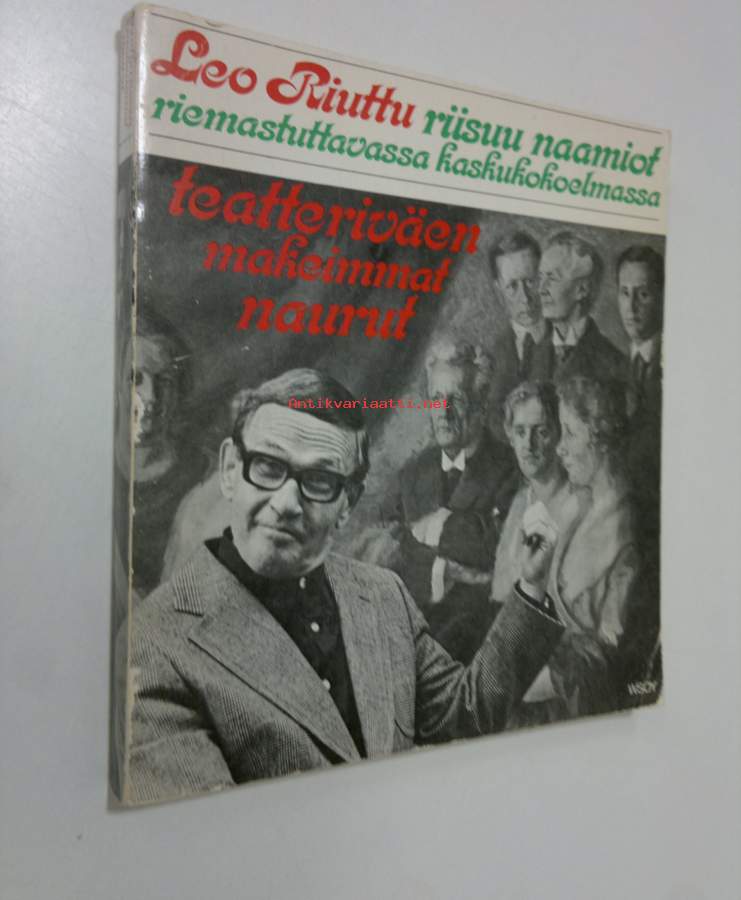 Leo Riuttu riisuu naamiot
riemastuttavassa kaskukokoelmassa
teatteriväen
makeimmat
naurut
Antikvariaatti.net
WSOY